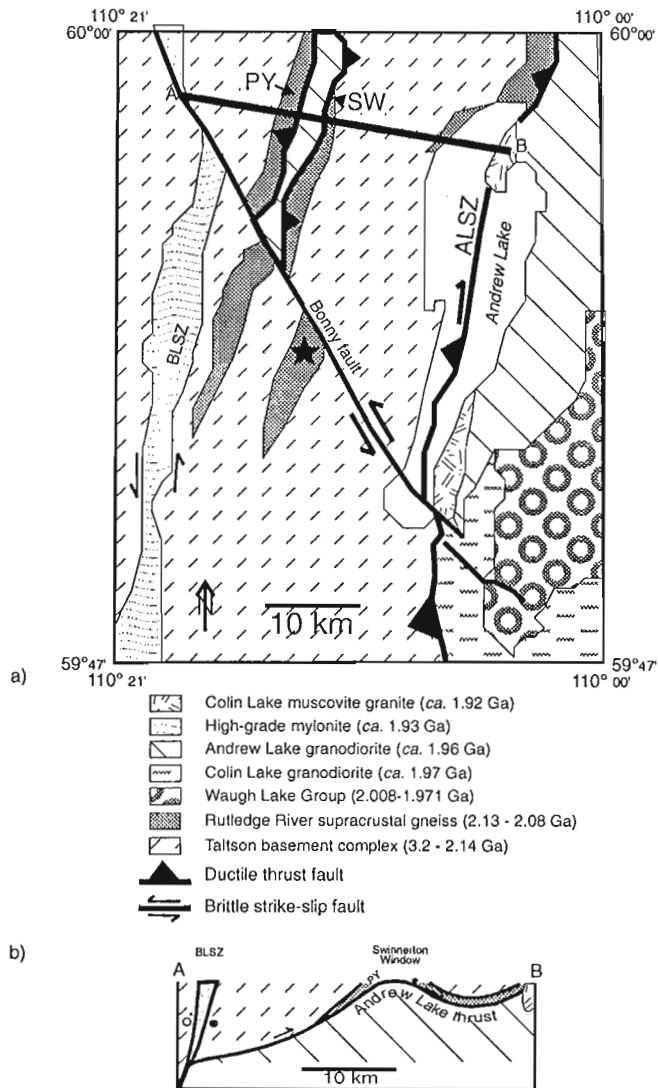 110° 21'
110° 00'
60° 00'
60° 00'
PY
SW
A
B
ALSZ
Andrew Lake
BLSZ
Bonny fault
10 km
59° 47'
59° 47'
110° 21'
110° 00'
a)
Colin Lake muscovite granite (ca. 1.92 Ga)
High-grade mylonite (ca. 1.93 Ga)
Andrew Lake granodiorite (ca. 1.96 Ga)
Colin Lake granodiorite (ca. 1.97 Ga)
Waugh Lake Group (2.008-1.971 Ga)
Rutledge River supracrustal gneiss (2.13 - 2.08 Ga)
Taltson basement complex (3.2 - 2.14 Ga)
Ductile thrust fault
Brittle strike-slip fault
b)
BLSZ
Swinnerton
Window
A
B
PY
Andrew Lake thrust
10 km